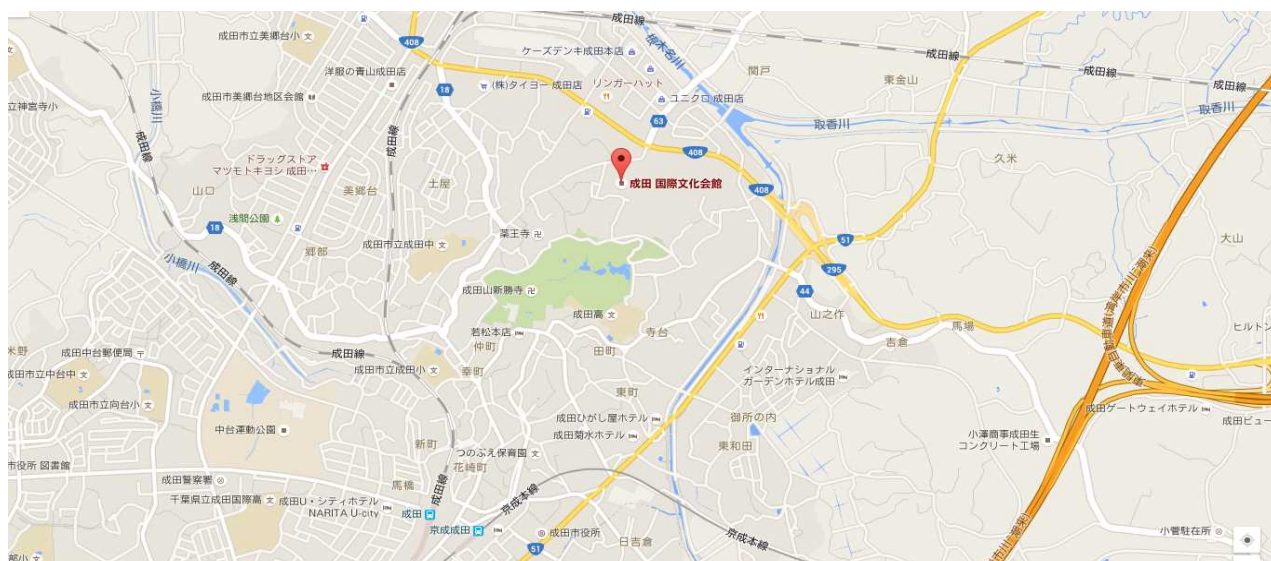 成田線
408
成田市立美郷台小
ケーズデンキ成田本店
根木名川
成田線
洋服の青山成田店
関戸
成田線
東金山
成田線
立神宮寺小
小橋川
成田市美郷台地区会館
18
(株)タイヨー 成田店
リンガーハット
ユニクロ 成田店
取香川
取香川
63
成田線
成田線
408
ドラッグストア
マツモトキヨシ 成田…
久米
山口
美郷台
土屋
成田 国際文化会館
408
浅間公園
18
薬王寺
51
大山
郷部
成田市立成田中
小橋川
成田線
295
成田山新勝寺
44
成田高
山之作
馬場
若松本店
寺台
吉倉
ヒルトン
米野
成田中台郵便局
成田線
仲町
田町
東関東自動車道
成田市立中台中
成田市立成田小
幸町
インターナショナル
ガーデンホテル成田
東町
成田市立向台小
成田ひがし屋ホテル
御所の内
成田ゲートウェイホテル
成田ビュー
中台運動公園
新町
成田菊水ホテル
東和田
小澤商事成田生
コンクリート工場
つのぶえ保育園
花崎町
市役所 図書館
成田警察署
馬橋
成田線
千葉県立成田国際高
成田U・シティホテル
NARITA U-city
成田
京成本線
京成成田
成田市役所
小菅駐在所
51
日吉倉
京成本線
部小